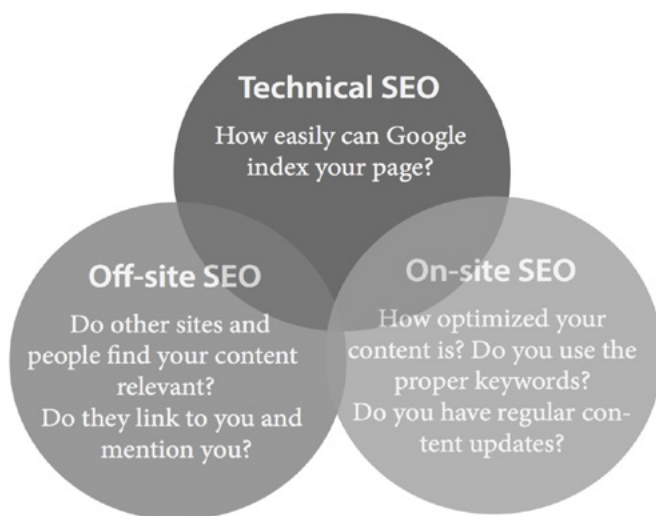 Technical SEO
How easily can Google
index your page?
Off-site SEO
Do other sites and
people find your content
relevant?
Do they link to you and
mention you?
On-site SEO
How optimized your
content is? Do you use the
proper keywords?
Do you have regular con-
tent updates?